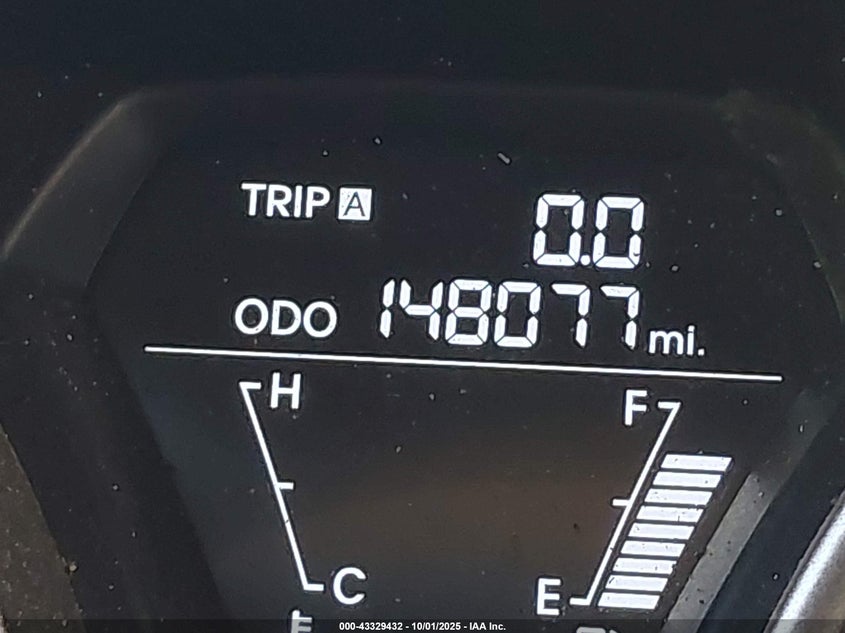 TRIP A 0.0
ODO 148077 mi.
H F
C E
000-43329432 - 10/01/2025 - IAA Inc.